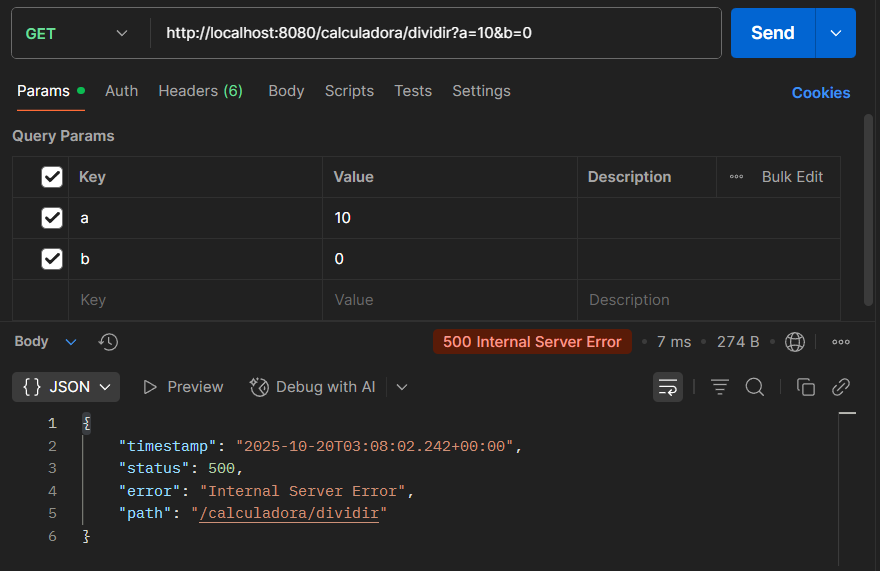 GET http://localhost:8080/calculadora/dividir?a=10&b=0 Send
Params Auth Headers (6) Body Scripts Tests Settings Cookies
Query Params
Key Value Description Bulk Edit
a 10
b 0
Key Value Description
Body 500 Internal Server Error • 7 ms • 274 B •
{} JSON Preview Debug with AI
1 {
2 "timestamp": "2025-10-20T03:08:02.242+00:00",
3 "status": 500,
4 "error": "Internal Server Error",
5 "path": "/calculadora/dividir"
6 }